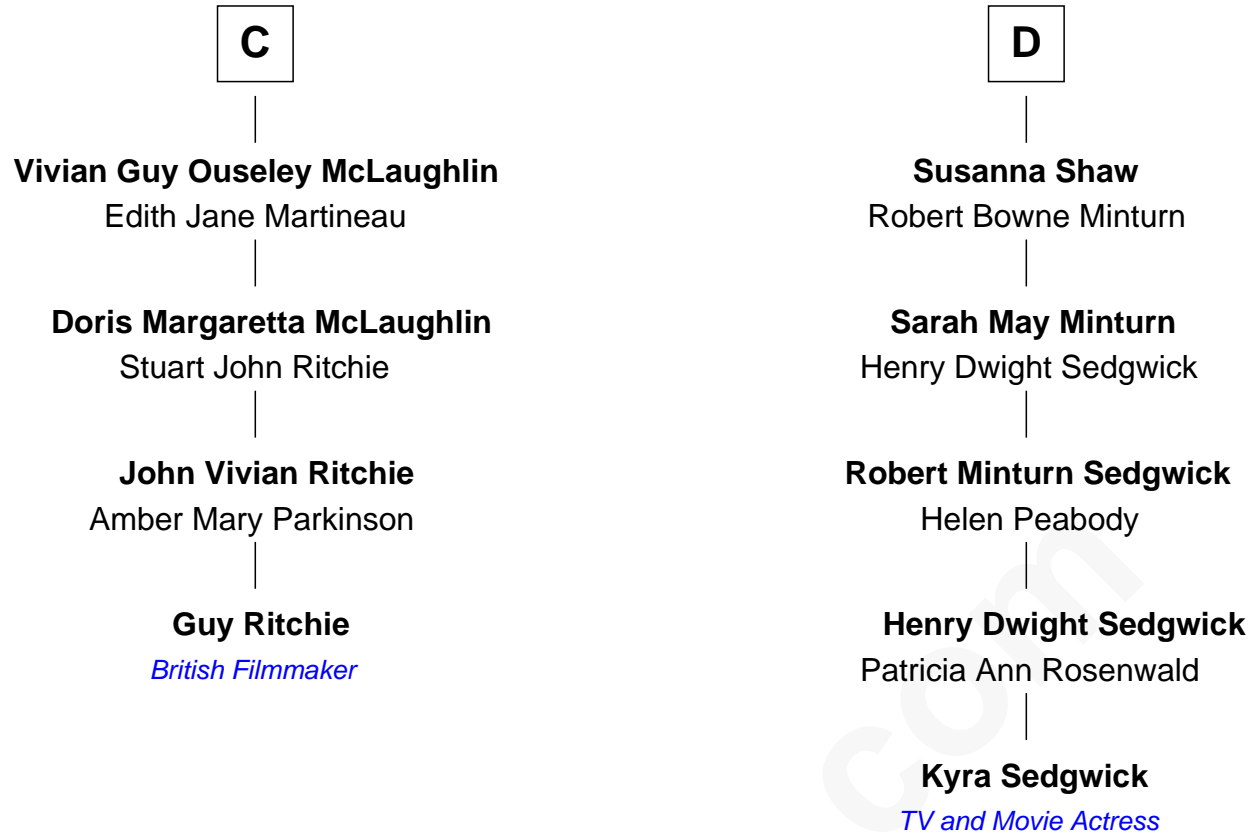 C
Vivian Guy Ouseley McLaughlin
Edith Jane Martineau
Doris Margaretta McLaughlin
Stuart John Ritchie
John Vivian Ritchie
Amber Mary Parkinson
Guy Ritchie
British Filmmaker
D
Susanna Shaw
Robert Bowne Minturn
Sarah May Minturn
Henry Dwight Sedgwick
Robert Minturn Sedgwick
Helen Peabody
Henry Dwight Sedgwick
Patricia Ann Rosenwald
Kyra Sedgwick
TV and Movie Actress
com